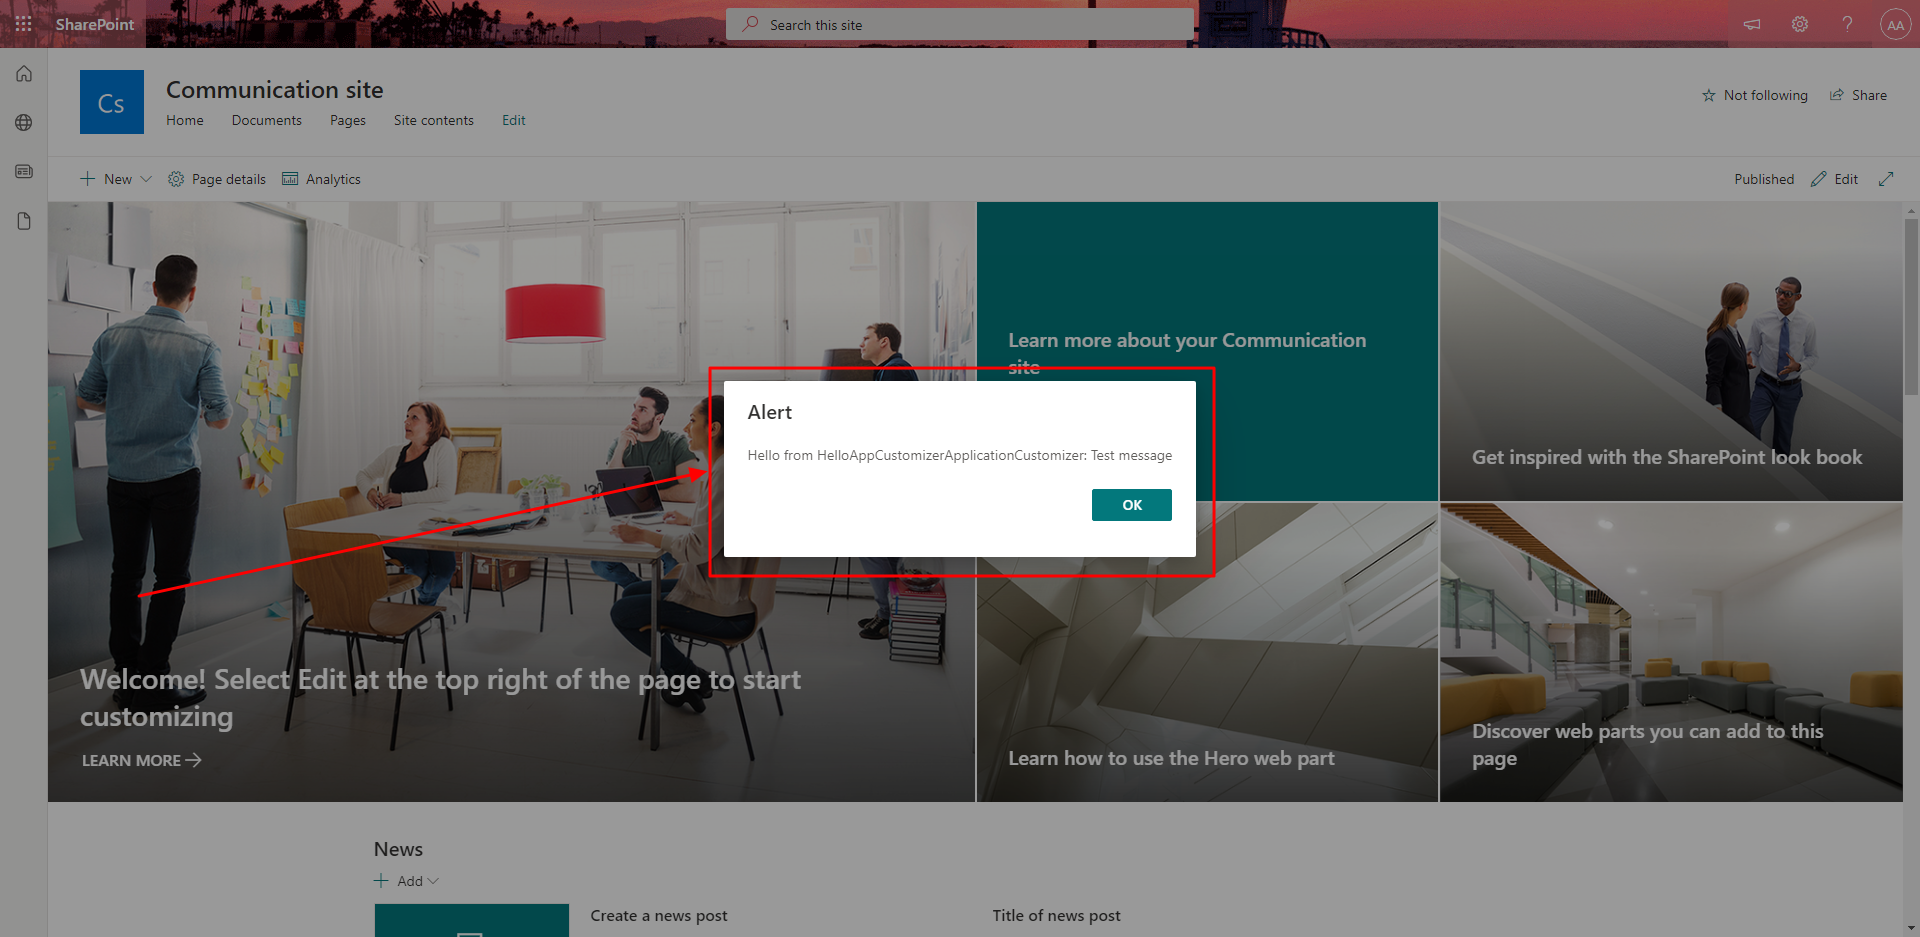 SharePoint
Search this site
?
AA
Cs
Communication site
Home Documents Pages Site contents Edit
Not following Share
New Page details Analytics
Published Edit
Welcome! Select Edit at the top right of the page to start
customizing
LEARN MORE
Learn more about your Communication
site
Get inspired with the SharePoint look book
Alert
Hello from HelloAppCustomizerApplicationCustomizer: Test message
OK
Learn how to use the Hero web part
Discover web parts you can add to this
page
News
Add
Create a news post
Title of news post